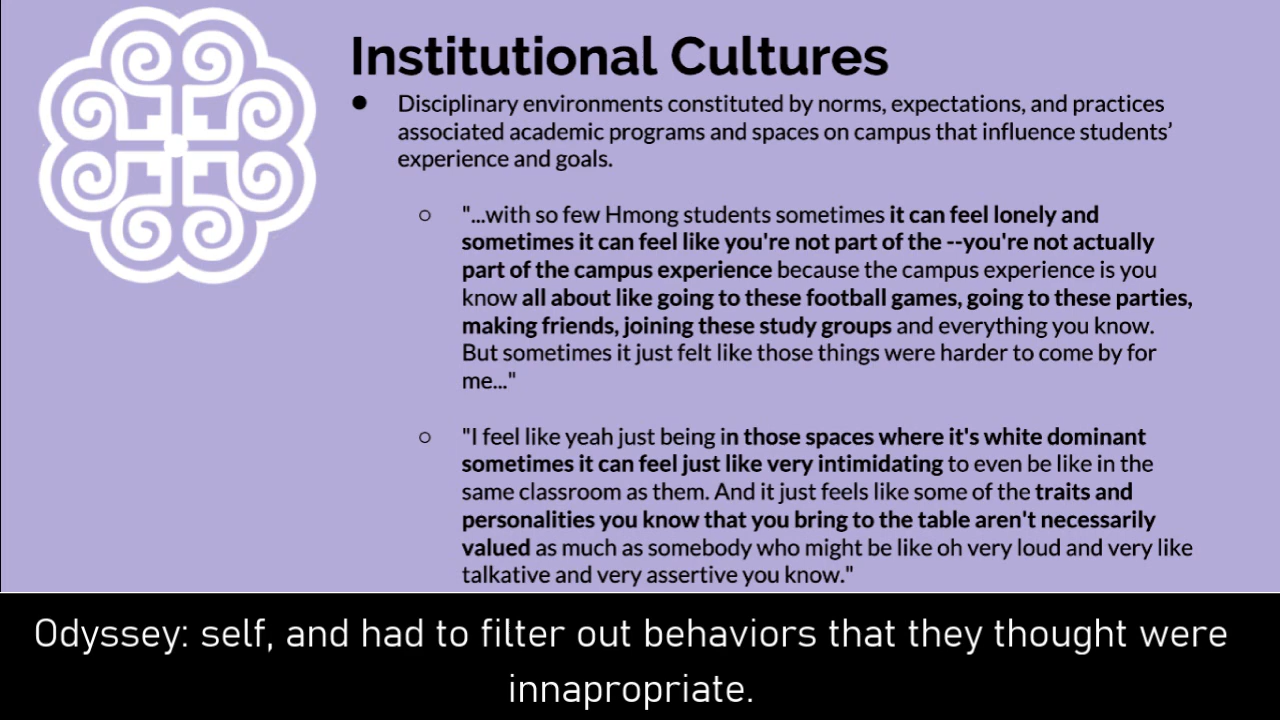 Institutional Cultures
● Disciplinary environments constituted by norms, expectations, and practices
associated academic programs and spaces on campus that influence students’
experience and goals.
○ "...with so few Hmong students sometimes it can feel lonely and
sometimes it can feel like you're not part of the --you're not actually
part of the campus experience because the campus experience is you
know all about like going to these football games, going to these parties,
making friends, joining these study groups and everything you know.
But sometimes it just felt like those things were harder to come by for
me..."
○ "I feel like yeah just being in those spaces where it's white dominant
sometimes it can feel just like very intimidating to even be like in the
same classroom as them. And it just feels like some of the traits and
personalities you know that you bring to the table aren't necessarily
valued as much as somebody who might be like oh very loud and very like
talkative and very assertive you know."
Odyssey: self, and had to filter out behaviors that they thought were
innapropriate.